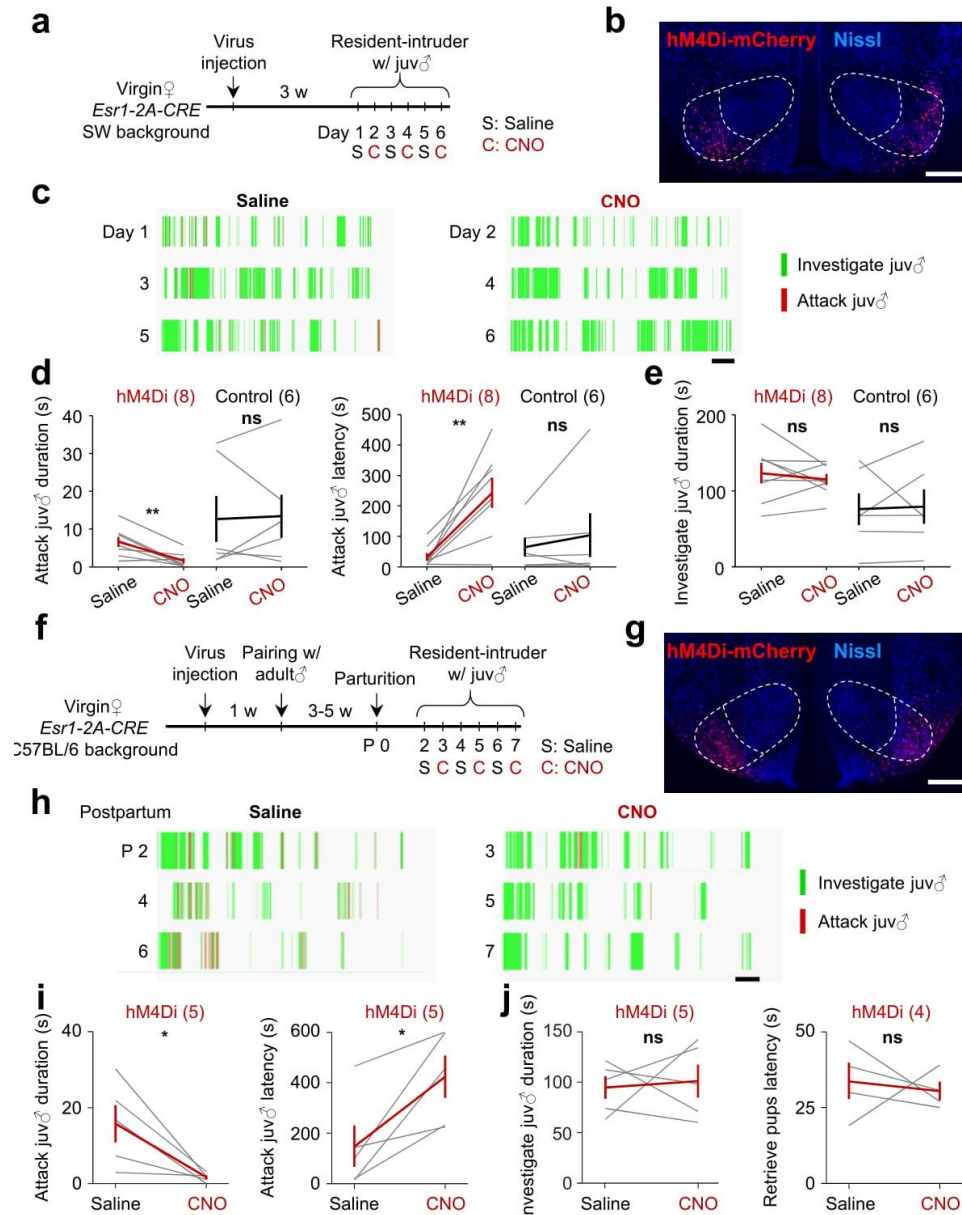 a
Virus
injection
Resident-intruder
w/ juv♂
Virgin♀
Esr1-2A-CRE
SW background
3 w
Day 1 2 3 4 5 6
S C S C S C
S: Saline
C: CNO
b
hM4Di-mCherry Nissl
c
Saline
CNO
Day 1
3
5
Day 2
4
6
Investigate juv♂
Attack juv♂
d
hM4Di (8) Control (6)
** ns
Attack juv♂ duration (s)
40
30
20
10
0
Saline CNO Saline CNO
hM4Di (8) Control (6)
** ns
Attack juv♂ latency (s)
500
400
300
200
100
0
Saline CNO Saline CNO
e
hM4Di (8) Control (6)
ns ns
Investigate juv♂ duration (s)
200
100
0
Saline CNO Saline CNO
f
Virus
injection
Pairing w/
adult♂
Parturition
Resident-intruder
w/ juv♂
Virgin♀
Esr1-2A-CRE
C57BL/6 background
1 w
3-5 w
P 0
2 3 4 5 6 7
S C S C S C
S: Saline
C: CNO
g
hM4Di-mCherry Nissl
h
Postpartum
Saline
CNO
P 2
4
6
3
5
7
Investigate juv♂
Attack juv♂
i
hM4Di (5)
*
Attack juv♂ duration (s)
40
20
0
Saline CNO
hM4Di (5)
*
Attack juv♂ latency (s)
600
400
200
0
Saline CNO
j
hM4Di (5)
ns
nvestigate juv♂ duration (s)
150
100
50
0
Saline CNO
hM4Di (4)
ns
Retrieve pups latency (s)
50
25
0
Saline CNO